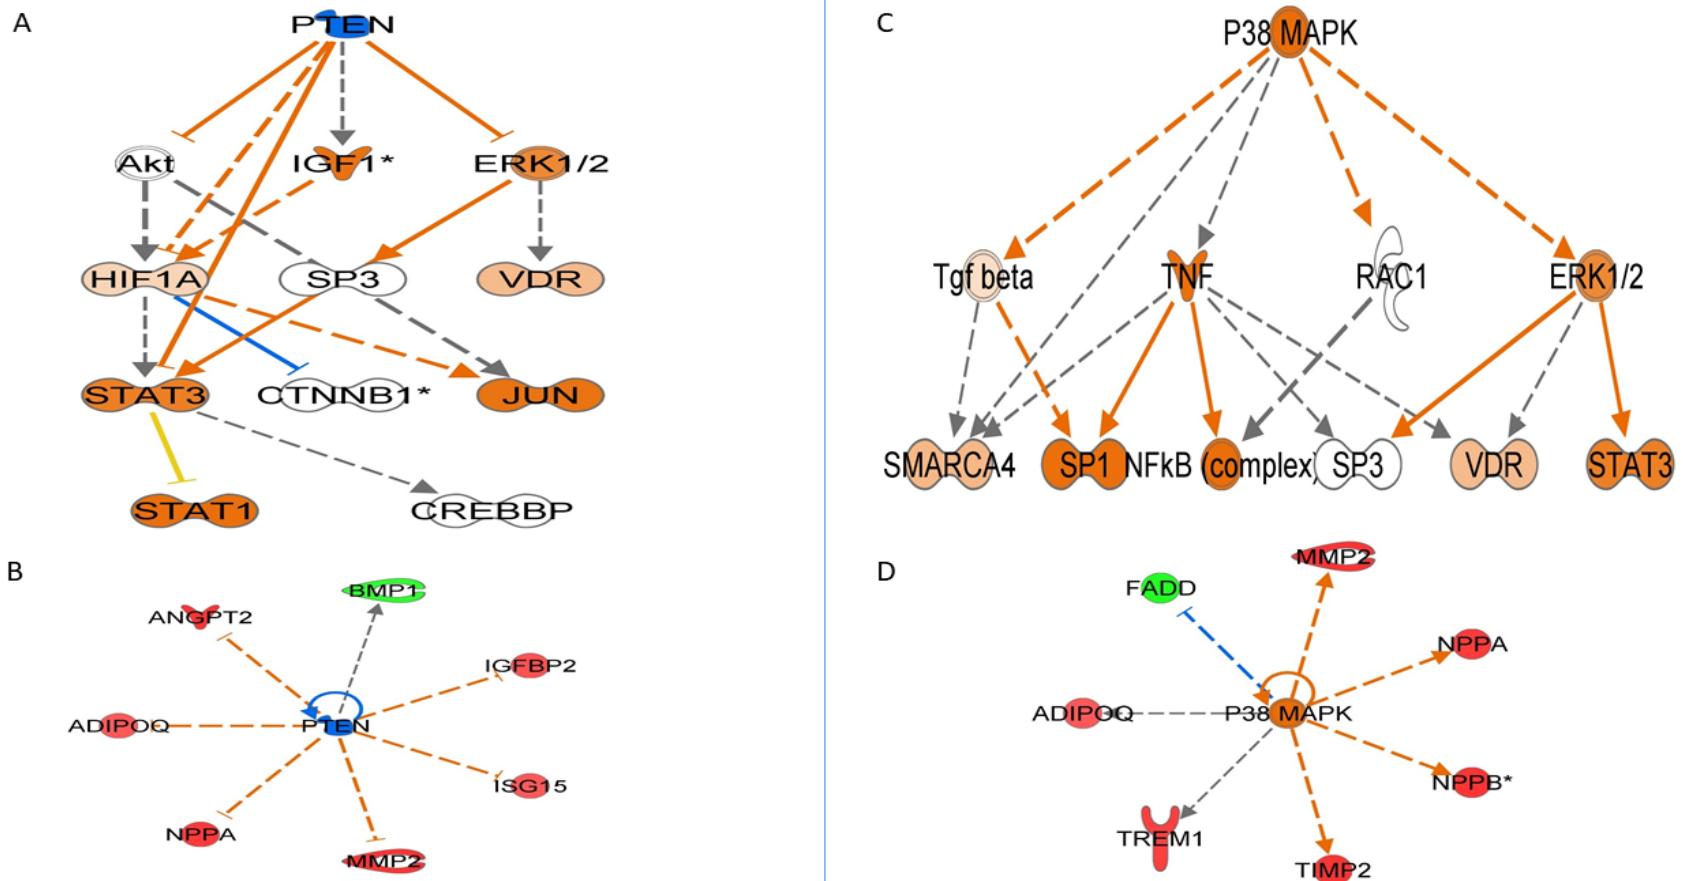 A
PTEN
Akt
IGF1*
ERK1/2
HIF1A
SP3
VDR
STAT3
CTNNB1*
JUN
STAT1
CREBBP
B
BMP1
ANGPT2
IGFBP2
ADIPOQ
PTEN
ISG15
NPPA
MMP2
C
P38 MAPK
Tgf beta
TNF
RAC1
ERK1/2
SMARCA4
SP1
NFkB (complex)
SP3
VDR
STAT3
D
MMP2
FADD
NPPA
ADIPOQ
P38 MAPK
NPPB*
TREM1
TIMP2